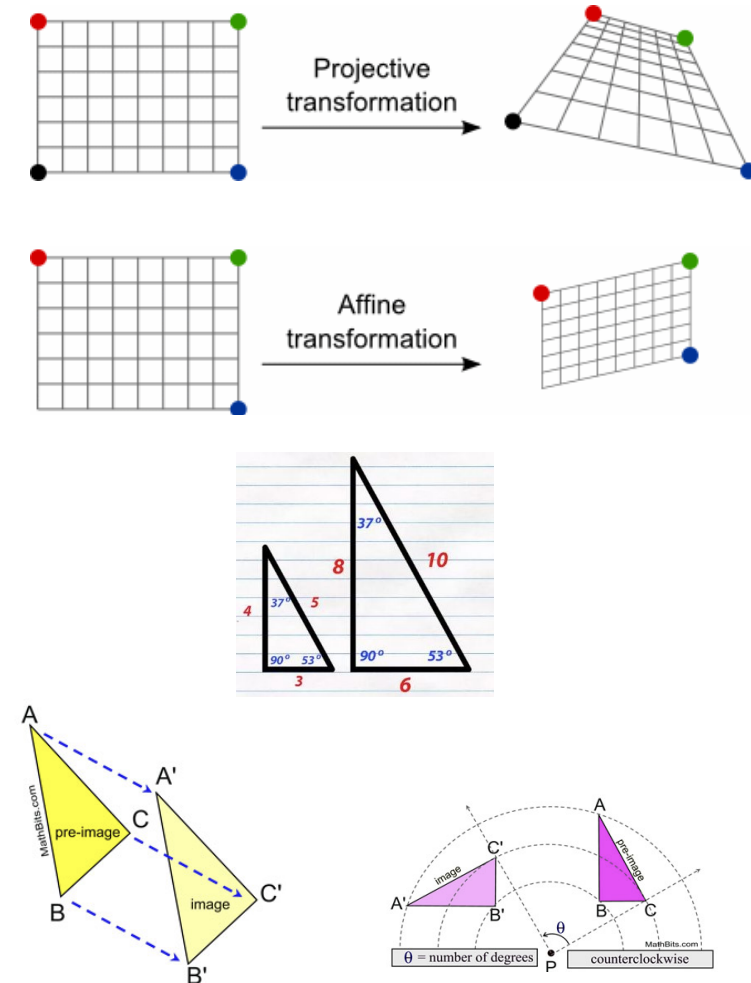 Projective
transformation
Affine
transformation
37°
8
10
4
37°
5
90°
53°
90°
53°
3
6
A
A'
MathBits.com
pre-image
C
B
image
C'
B'
A
C'
image
pre-image
A'
B'
B
C
θ
MathBits.com
θ = number of degrees
P
counterclockwise